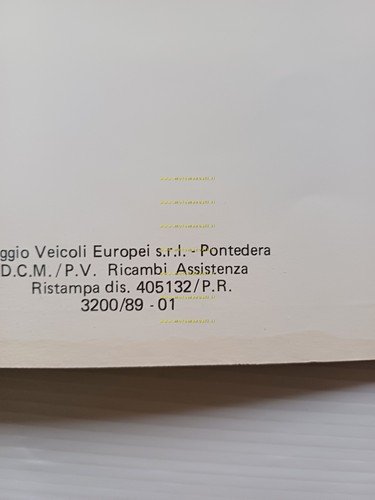 ggio Veicoli Europei s.r.l. - Pontedera
D.C.M./P.V. Ricambi Assistenza
Ristampa dis. 405132/P.R.
3200/89 - 01